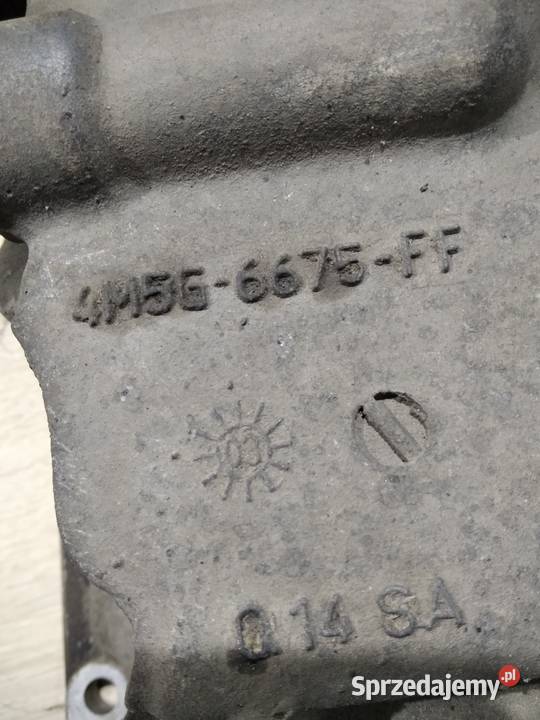 4M5G-6675-FF
Q 14 SA
Sprzedajemy.pl